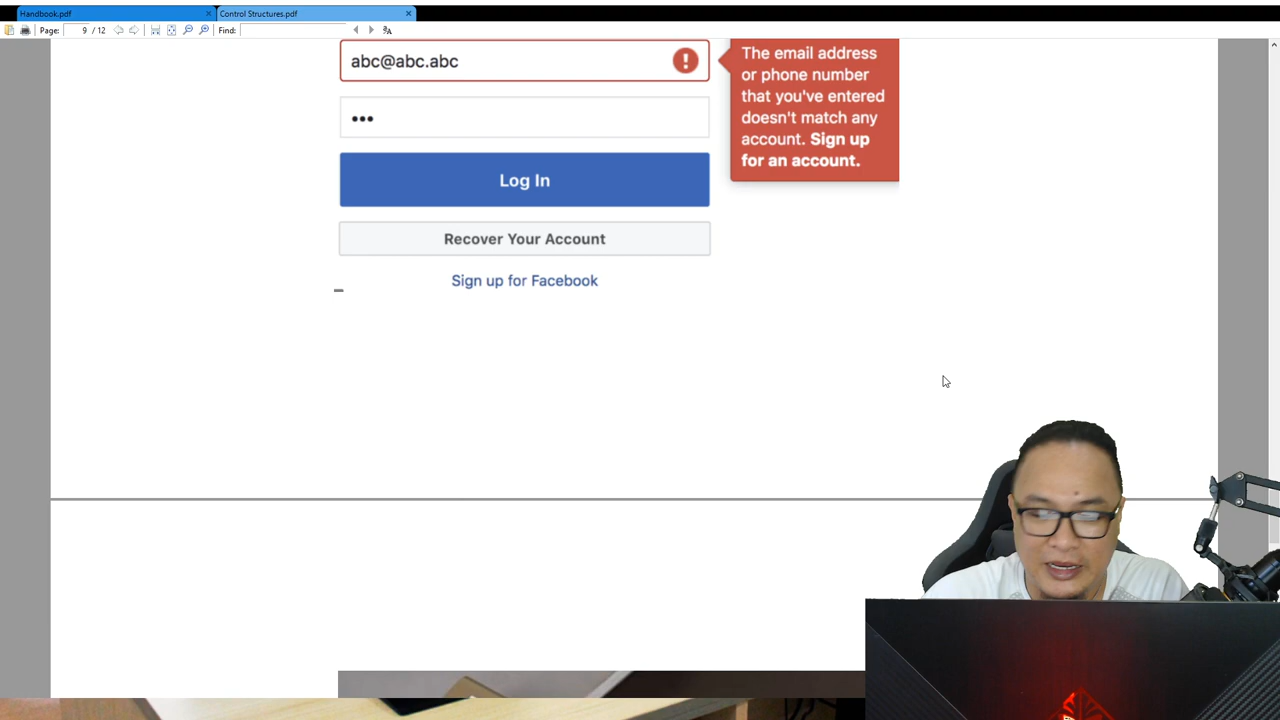 Handbook.pdf
Control Structures.pdf
Page: 9 / 12 Find:
abc@abc.abc
•••
Log In
Recover Your Account
Sign up for Facebook
The email address
or phone number
that you've entered
doesn't match any
account. Sign up
for an account.